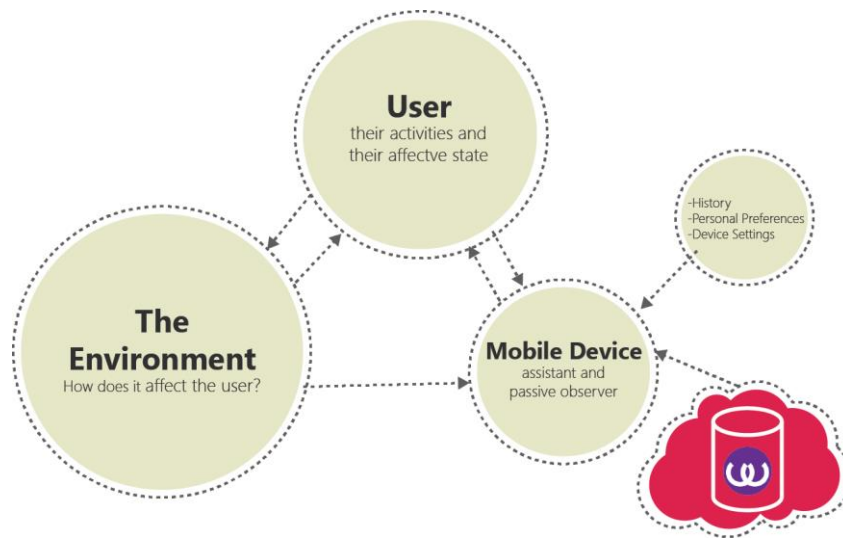 User
their activities and
their affectve state
-History
-Personal Preferences
-Device Settings
The
Environment
How does it affect the user?
Mobile Device
assistant and
passive observer